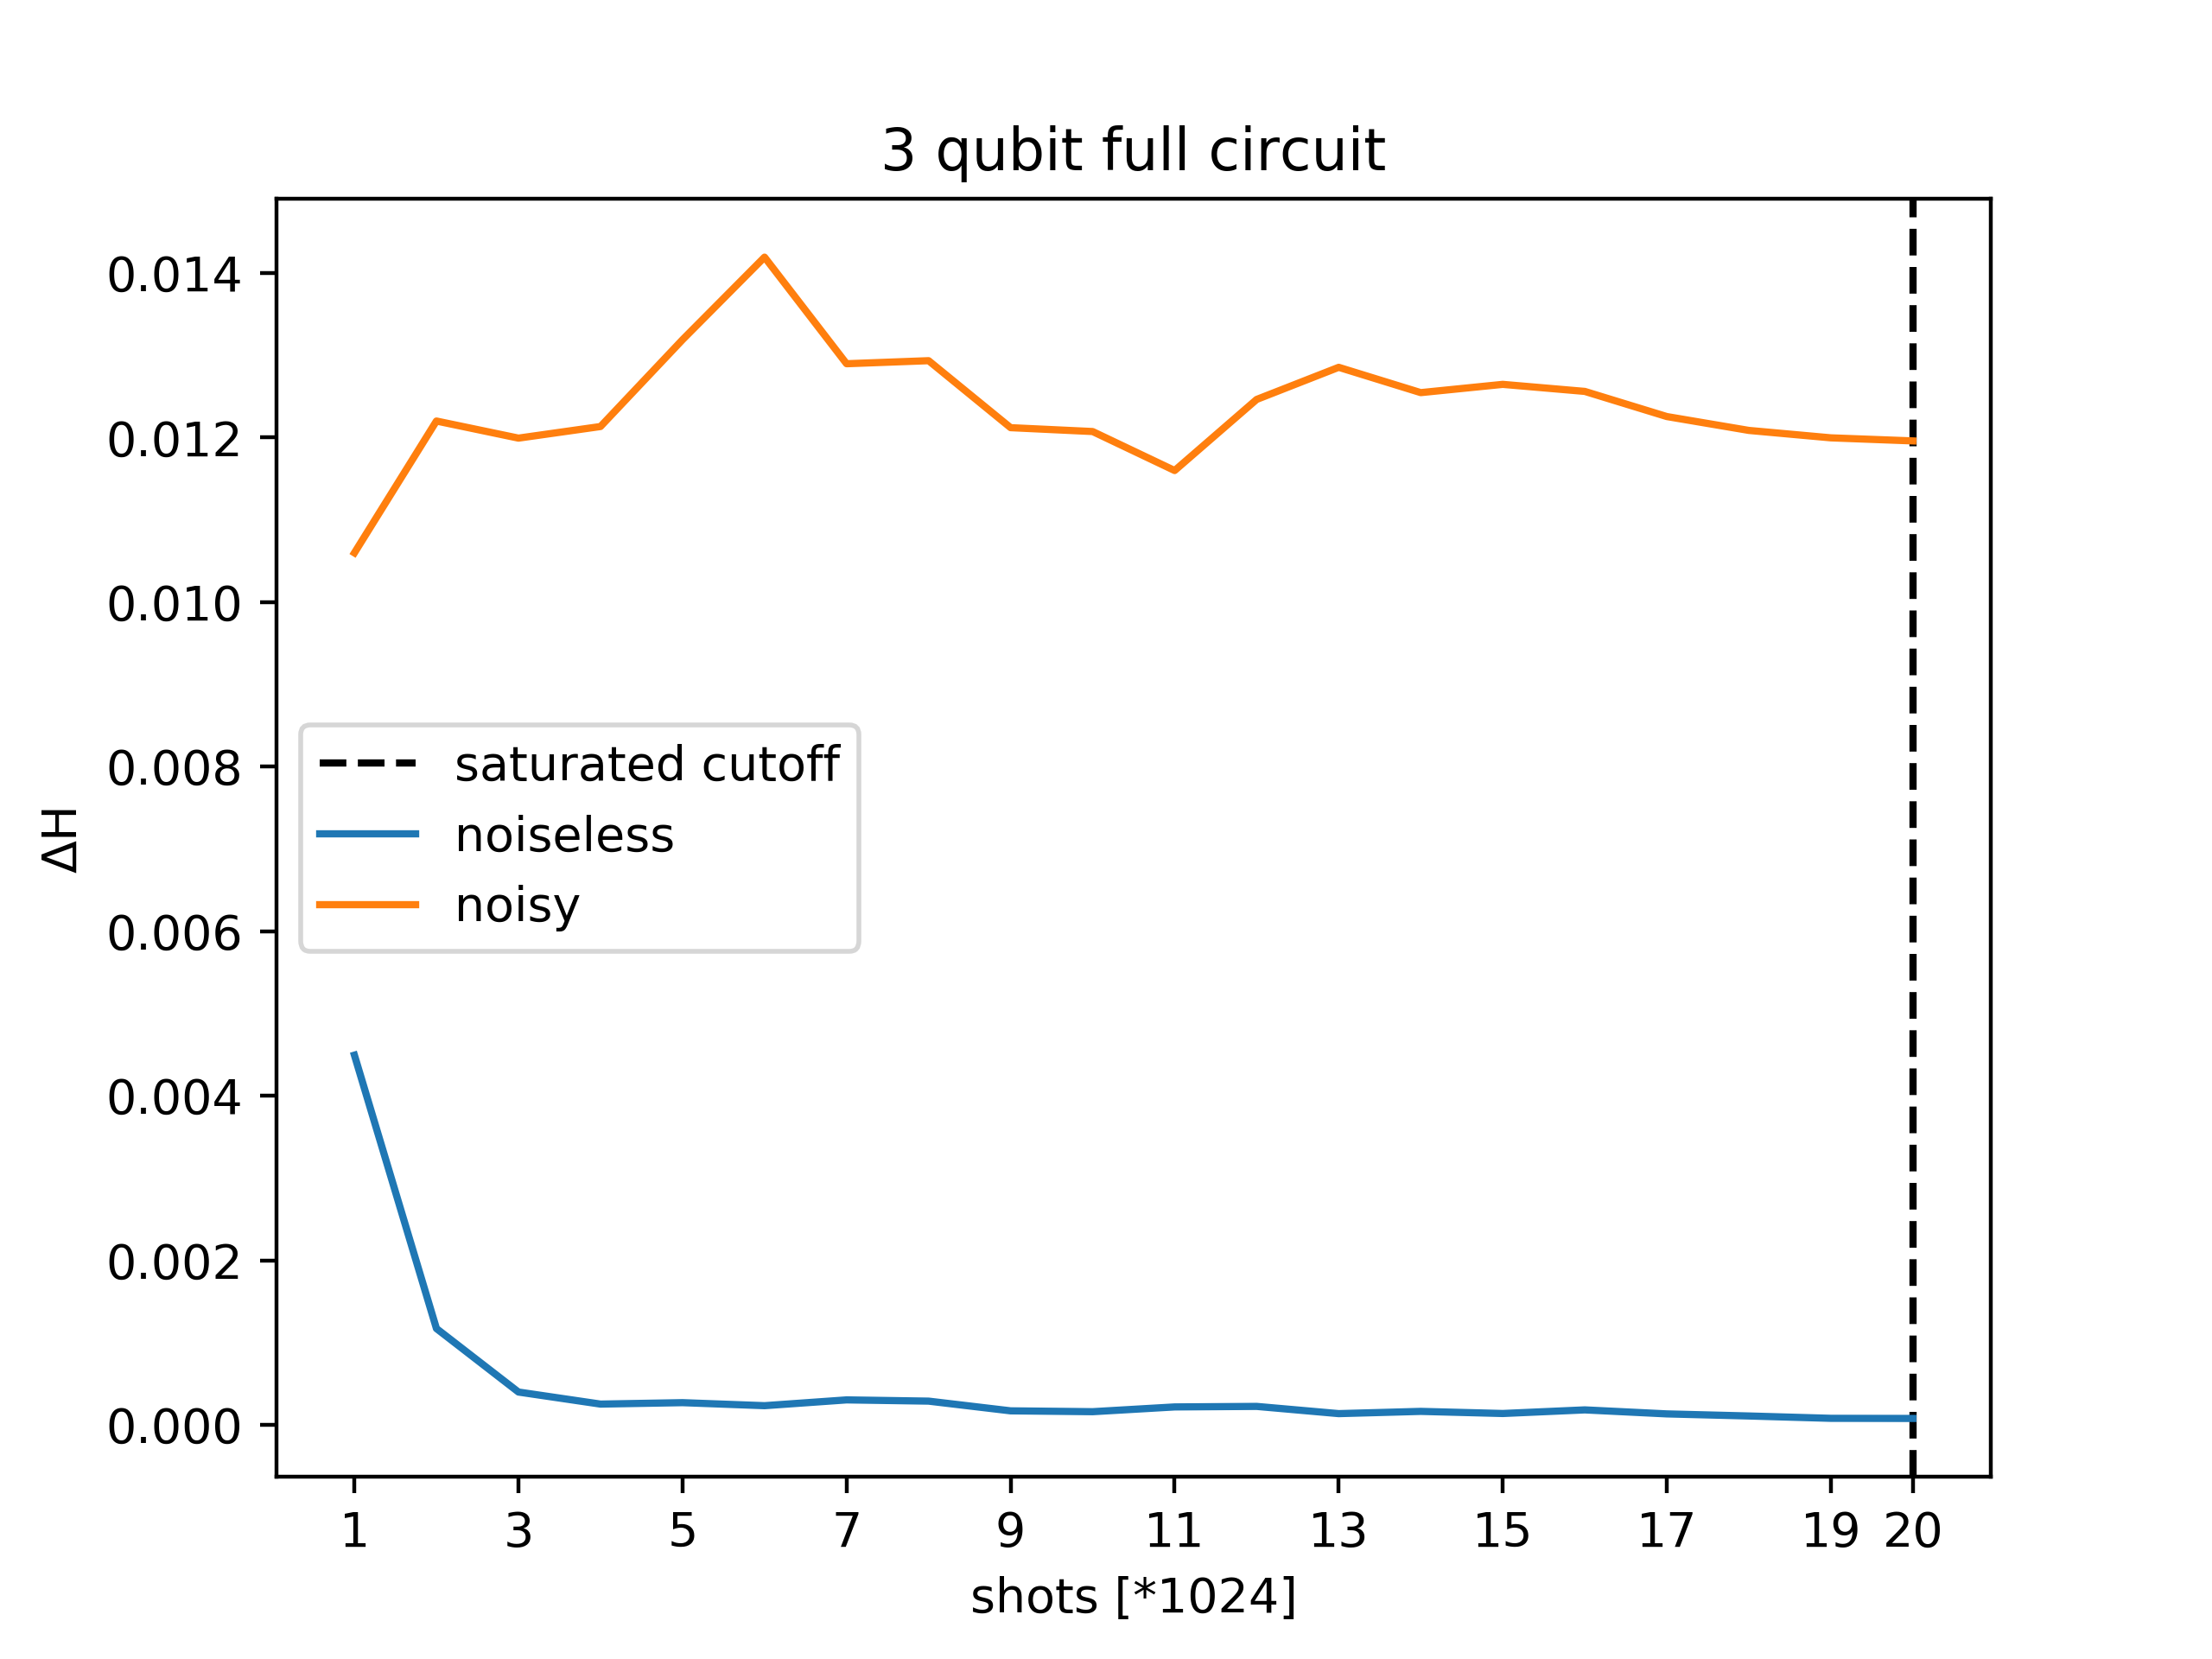 3 qubit full circuit
0.014
0.012
0.010
0.008
0.006
0.004
0.002
0.000
ΔH
saturated cutoff
noiseless
noisy
1 3 5 7 9 11 13 15 17 19 20
shots [*1024]